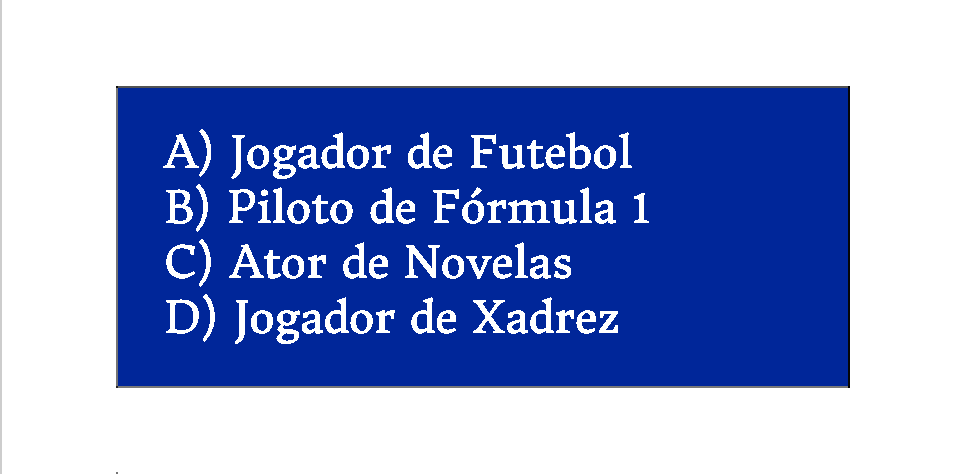 A) Jogador de Futebol
B) Piloto de Fórmula 1
C) Ator de Novelas
D) Jogador de Xadrez